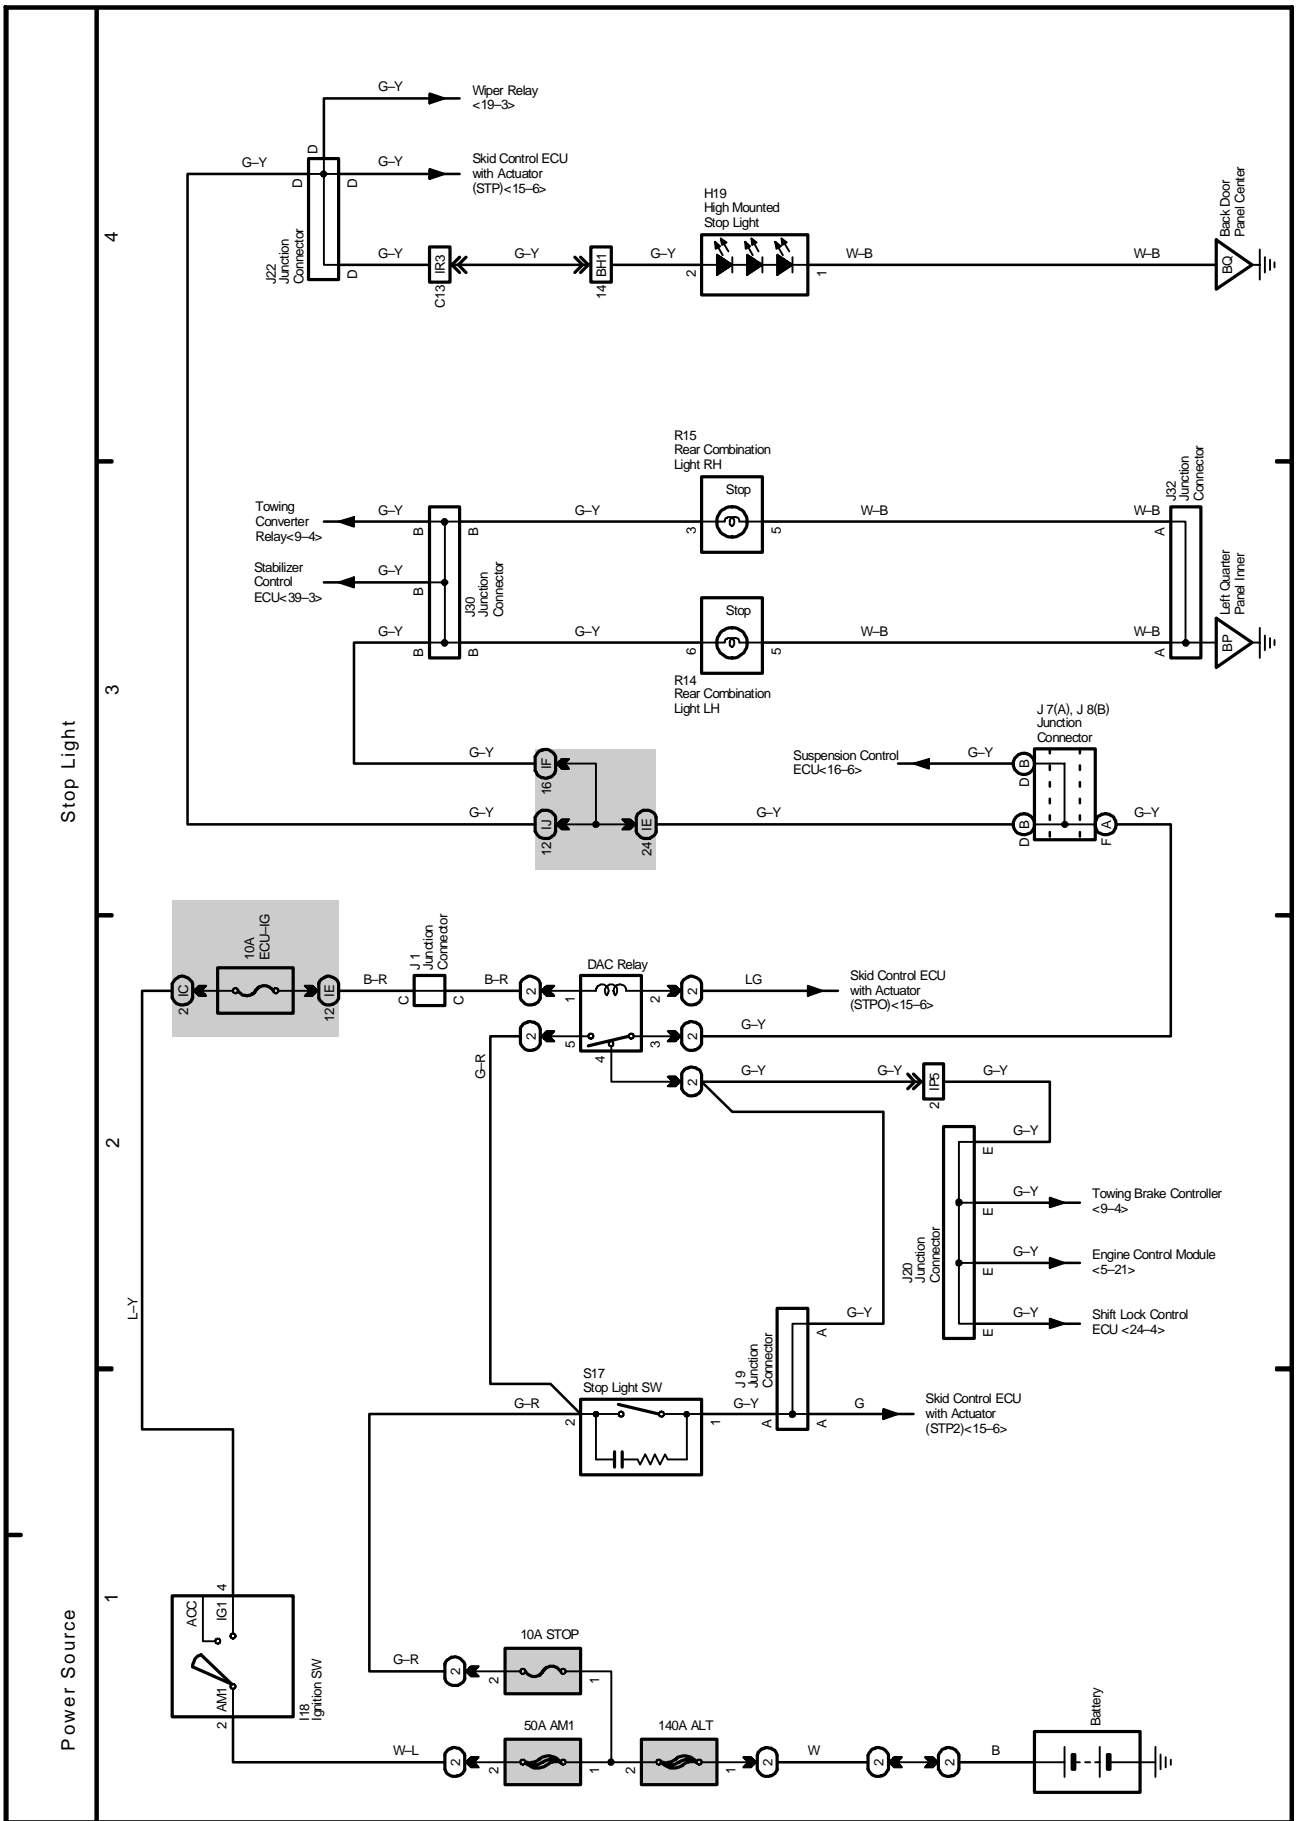 Power Source
Stop Light
1
2
3
4
G–Y
Wiper Relay
<19–3>
D
G–Y
D
D
G–Y
Skid Control ECU
with Actuator
(STP)<15–6>
J22
Junction
Connector
D
G–Y
IR3
C13
G–Y
BH1
14
G–Y
H19
High Mounted
Stop Light
2
1
W–B
W–B
BQ
Back Door
Panel Center
Towing
Converter
Relay<9–4>
G–Y
B
B
G–Y
R15
Rear Combination
Light RH
Stop
3
5
W–B
W–B
A
J32
Junction
Connector
Stabilizer
Control
ECU<39–3>
G–Y
B
J30
Junction
Connector
G–Y
B
B
G–Y
Stop
6
5
R14
Rear Combination
Light LH
W–B
W–B
A
BP
Left Quarter
Panel Inner
G–Y
IF
16
Suspension Control
ECU<16–6>
G–Y
B
D
J 7(A), J 8(B)
Junction
Connector
G–Y
IJ
12
IE
24
G–Y
B
D
A
F
G–Y
IC
2
10A
ECU–IG
IE
12
B–R
C
J 1
Junction
Connector
C
B–R
2
1
DAC Relay
2
2
LG
Skid Control ECU
with Actuator
(STPO)<15–6>
G–R
2
5
4
3
2
G–Y
2
G–Y
G–Y
IP5
2
G–Y
G–Y
E
G–Y
E
Towing Brake Controller
<9–4>
J20
Junction
Connector
G–Y
E
Engine Control Module
<5–21>
G–Y
E
Shift Lock Control
ECU <24–4>
L–Y
G–Y
A
J 9
Junction
Connector
S17
Stop Light SW
G–R
2
1
G–Y
A
A
G
Skid Control ECU
with Actuator
(STP2)<15–6>
ACC
IG1
4
AM1
2
I18
Ignition SW
G–R
2
2
10A STOP
1
W–L
2
2
50A AM1
1
2
140A ALT
1
2
W
2
2
B
Battery